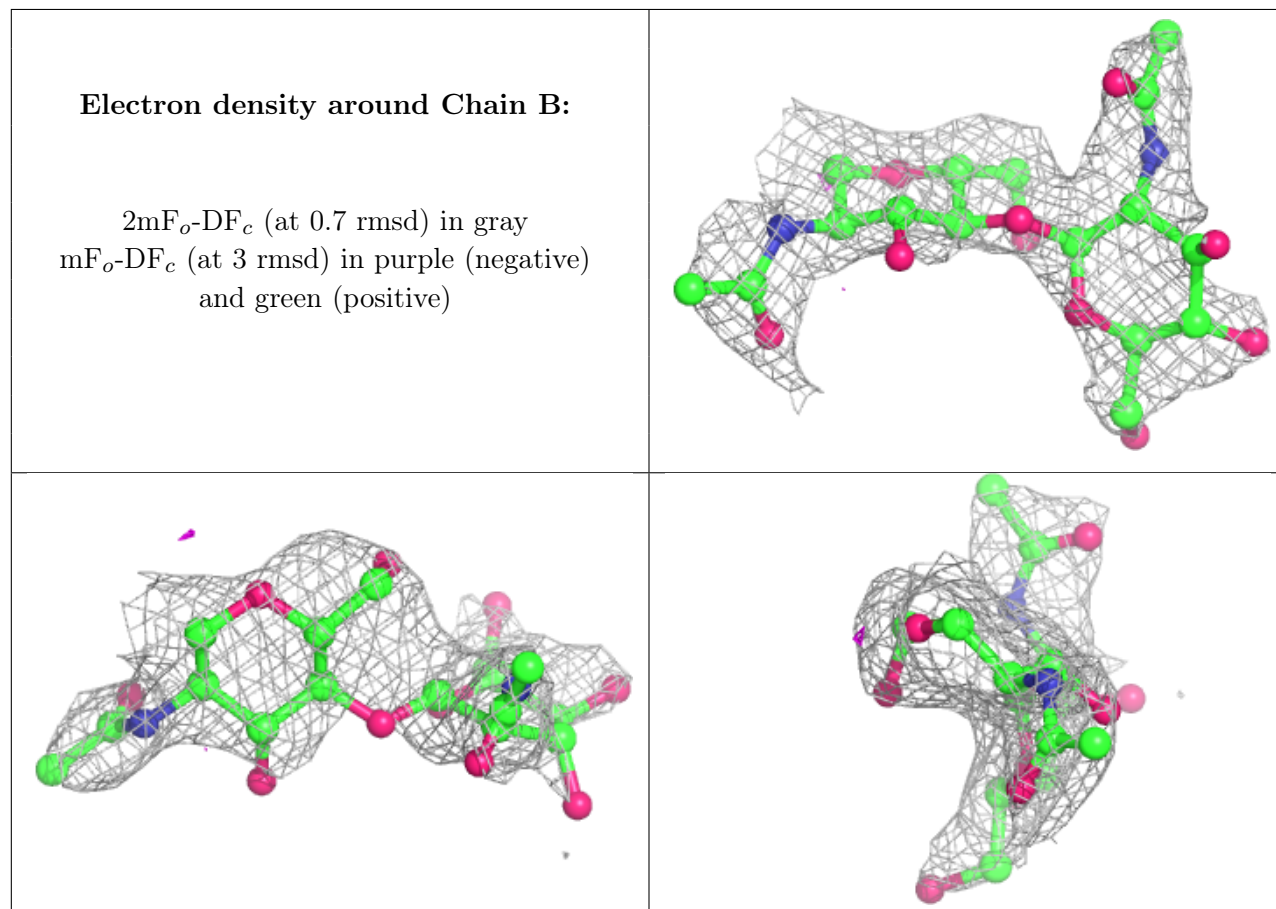 Electron density around Chain B:
2mFₒ-DF𝒸 (at 0.7 rmsd) in gray
mFₒ-DF𝒸 (at 3 rmsd) in purple (negative)
and green (positive)